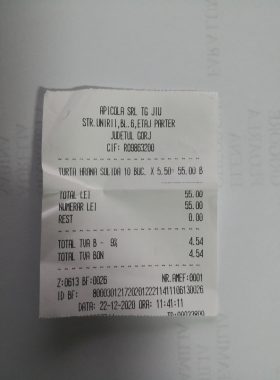 APICOLA SRL TG JIU
STR.UNIRII,BL.6,ETAJ PARTER
JUDETUL GORJ
CIF: RO9863200
TURTA HRANA SOLIDA 10 BUC. X 5.50= 55.00 B
TOTAL LEI 55.00
NUMERAR LEI 55.00
REST 0.00
TOTAL TVA B - 9% 4.54
TOTAL TVA BON 4.54
Z:0613 BF:0026 NR.AMEF:0001
ID BF: 80003012172020122211411106130026
DATA: 22-12-2020 ORA: 11:41:11